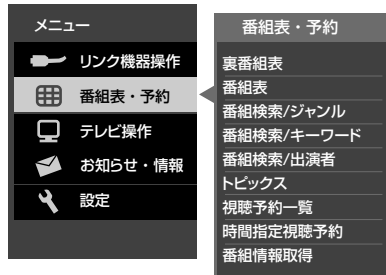 メニュー
リンク機器操作
番組表・予約
テレビ操作
お知らせ・情報
設定
番組表・予約
裏番組表
番組表
番組検索/ジャンル
番組検索/キーワード
番組検索/出演者
トピックス
視聴予約一覧
時間指定視聴予約
番組情報取得